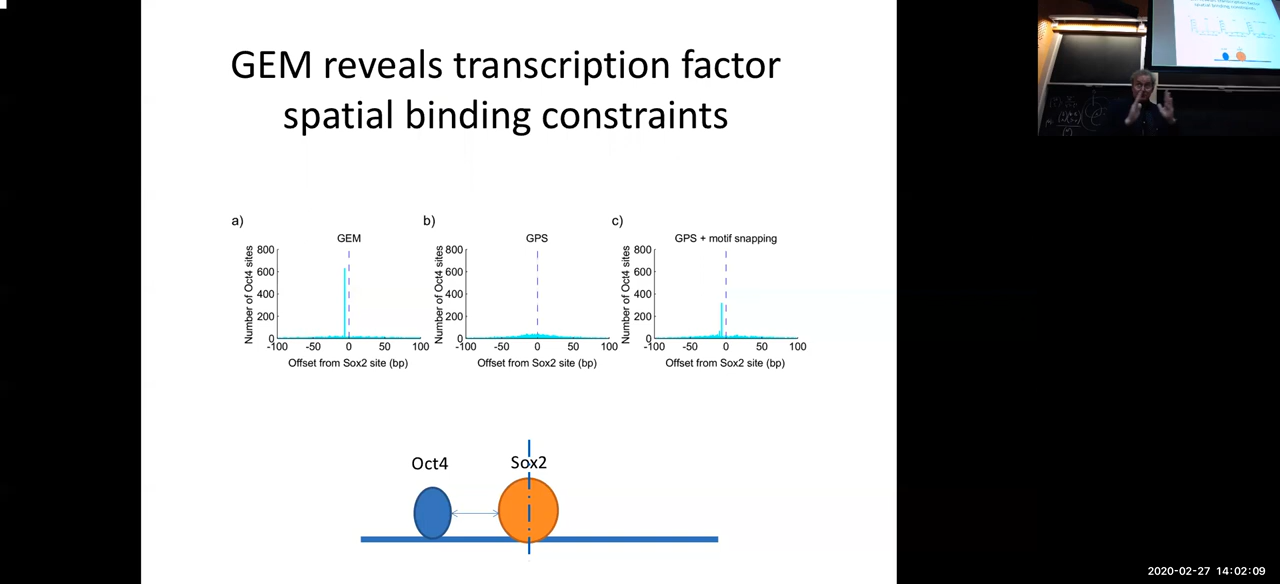 GEM reveals transcription factor
spatial binding constraints
a)
GEM
Number of Oct4 sites
800
600
400
200
0
-100
-50
0
50
100
Offset from Sox2 site (bp)
b)
GPS
Number of Oct4 sites
800
600
400
200
0
-100
-50
0
50
100
Offset from Sox2 site (bp)
c)
GPS + motif snapping
Number of Oct4 sites
800
600
400
200
0
-100
-50
0
50
100
Offset from Sox2 site (bp)
Oct4
Sox2
spatial binding constraints
2020-02-27 14:02:09